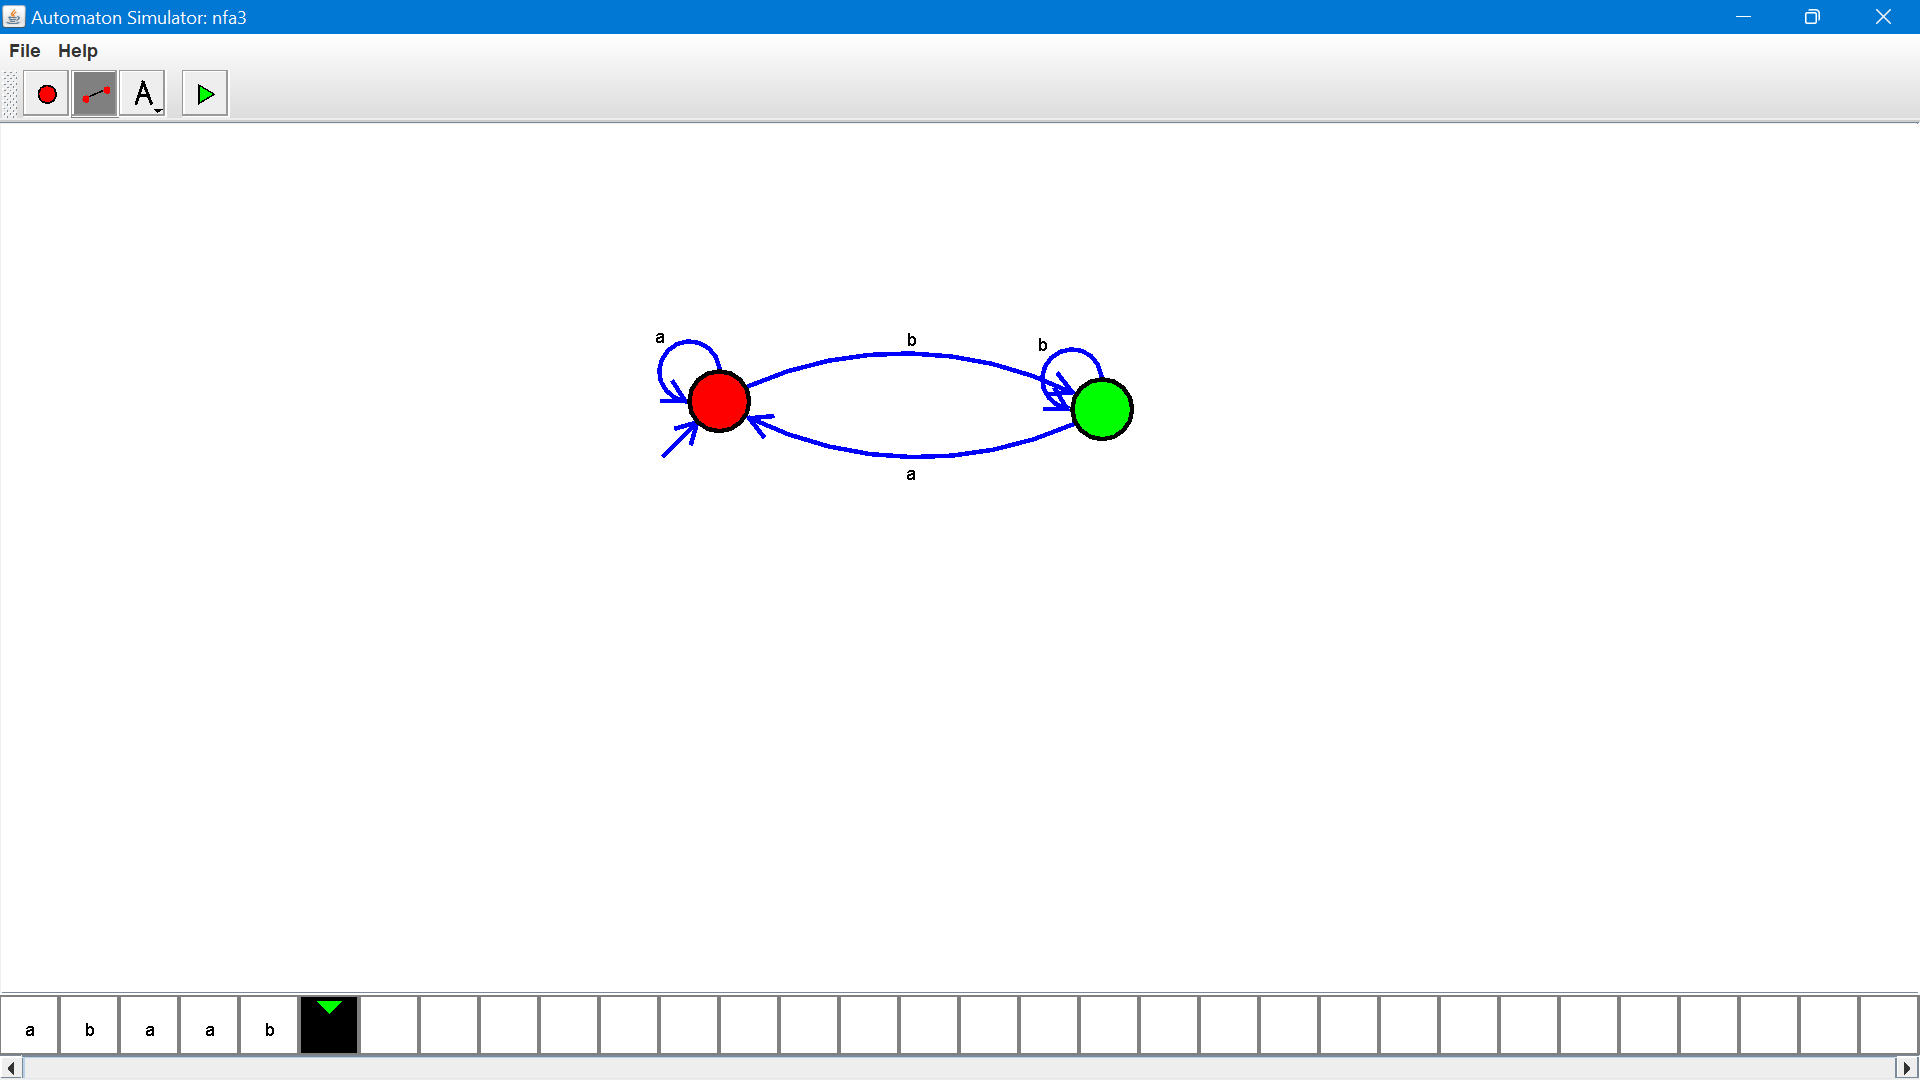 Automaton Simulator: nfa3
File Help
A
a b b
a
a b a a b